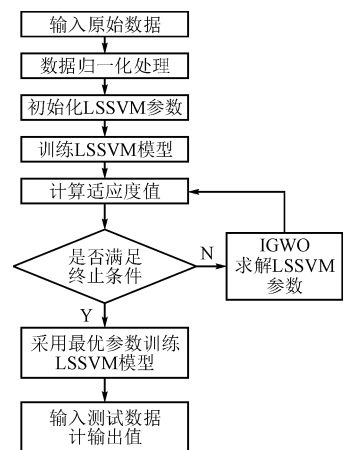 输入原始数据
数据归一化处理
初始化LSSVM参数
训练LSSVM模型
计算适应度值
是否满足
终止条件
N
IGWO
求解LSSVM
参数
Y
采用最优参数训练
LSSVM模型
输入测试数据
计输出值